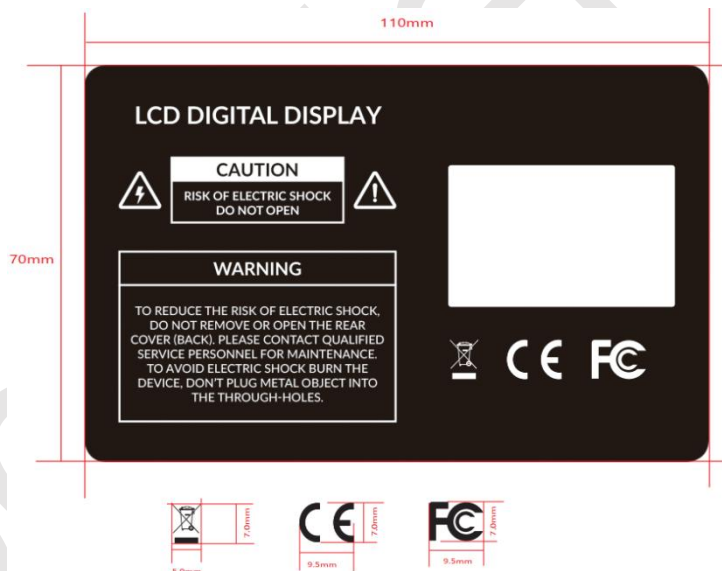 110mm
70mm
LCD DIGITAL DISPLAY
CAUTION
RISK OF ELECTRIC SHOCK
DO NOT OPEN
WARNING
TO REDUCE THE RISK OF ELECTRIC SHOCK,
DO NOT REMOVE OR OPEN THE REAR
COVER (BACK). PLEASE CONTACT QUALIFIED
SERVICE PERSONNEL FOR MAINTENANCE.
TO AVOID ELECTRIC SHOCK BURN THE
DEVICE, DON'T PLUG METAL OBJECT INTO
THE THROUGH-HOLES.
CE FC
7.0mm
CE
7.0mm
FC
7.0mm
9.5mm
9.5mm